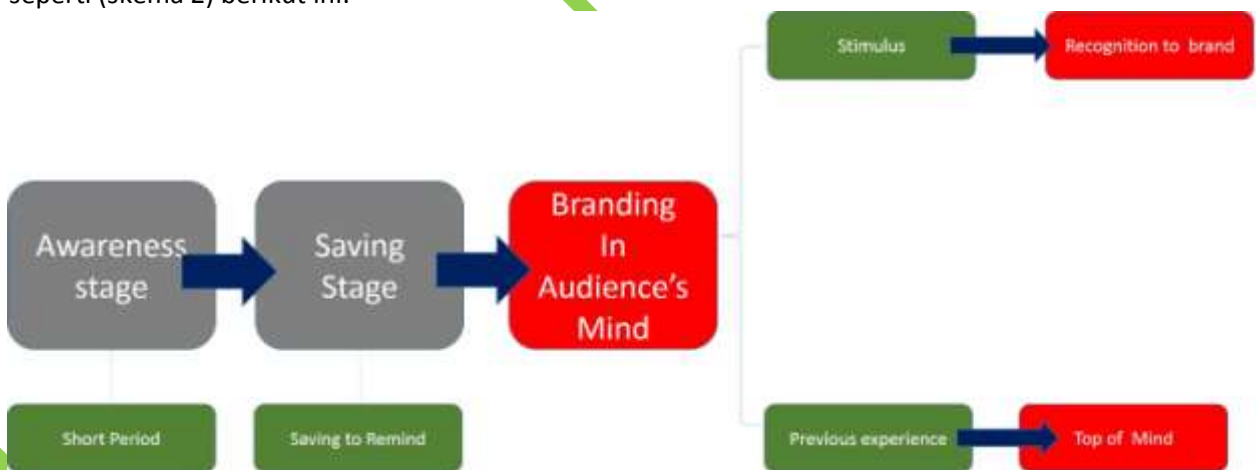 seperti (skema 2) berikut ini.
Stimulus
Recognition to brand
Awareness
stage
Saving
Stage
Branding
In
Audience's
Mind
Short Period
Saving to Remind
Previous experience
Top of Mind